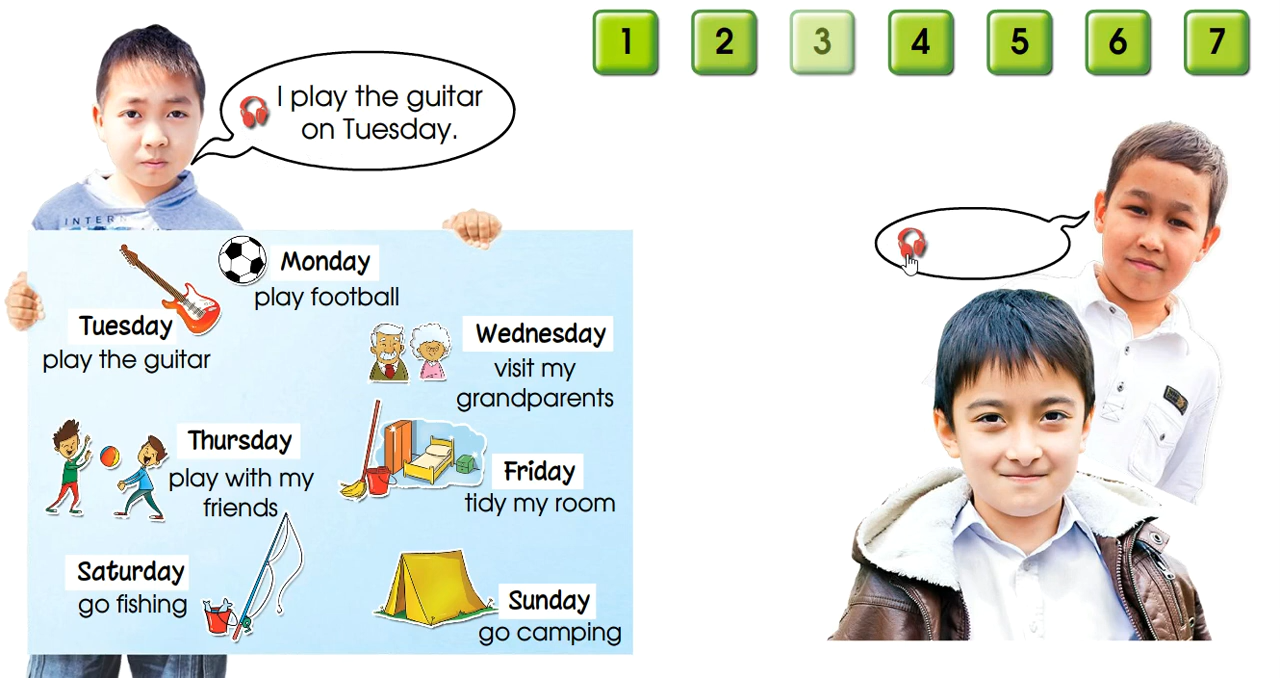 1 2 3 4 5 6 7
I play the guitar
on Tuesday.
INTER
Monday
play football
Tuesday
play the guitar
Wednesday
visit my
grandparents
Thursday
play with my
friends
Friday
tidy my room
Saturday
go fishing
Sunday
go camping